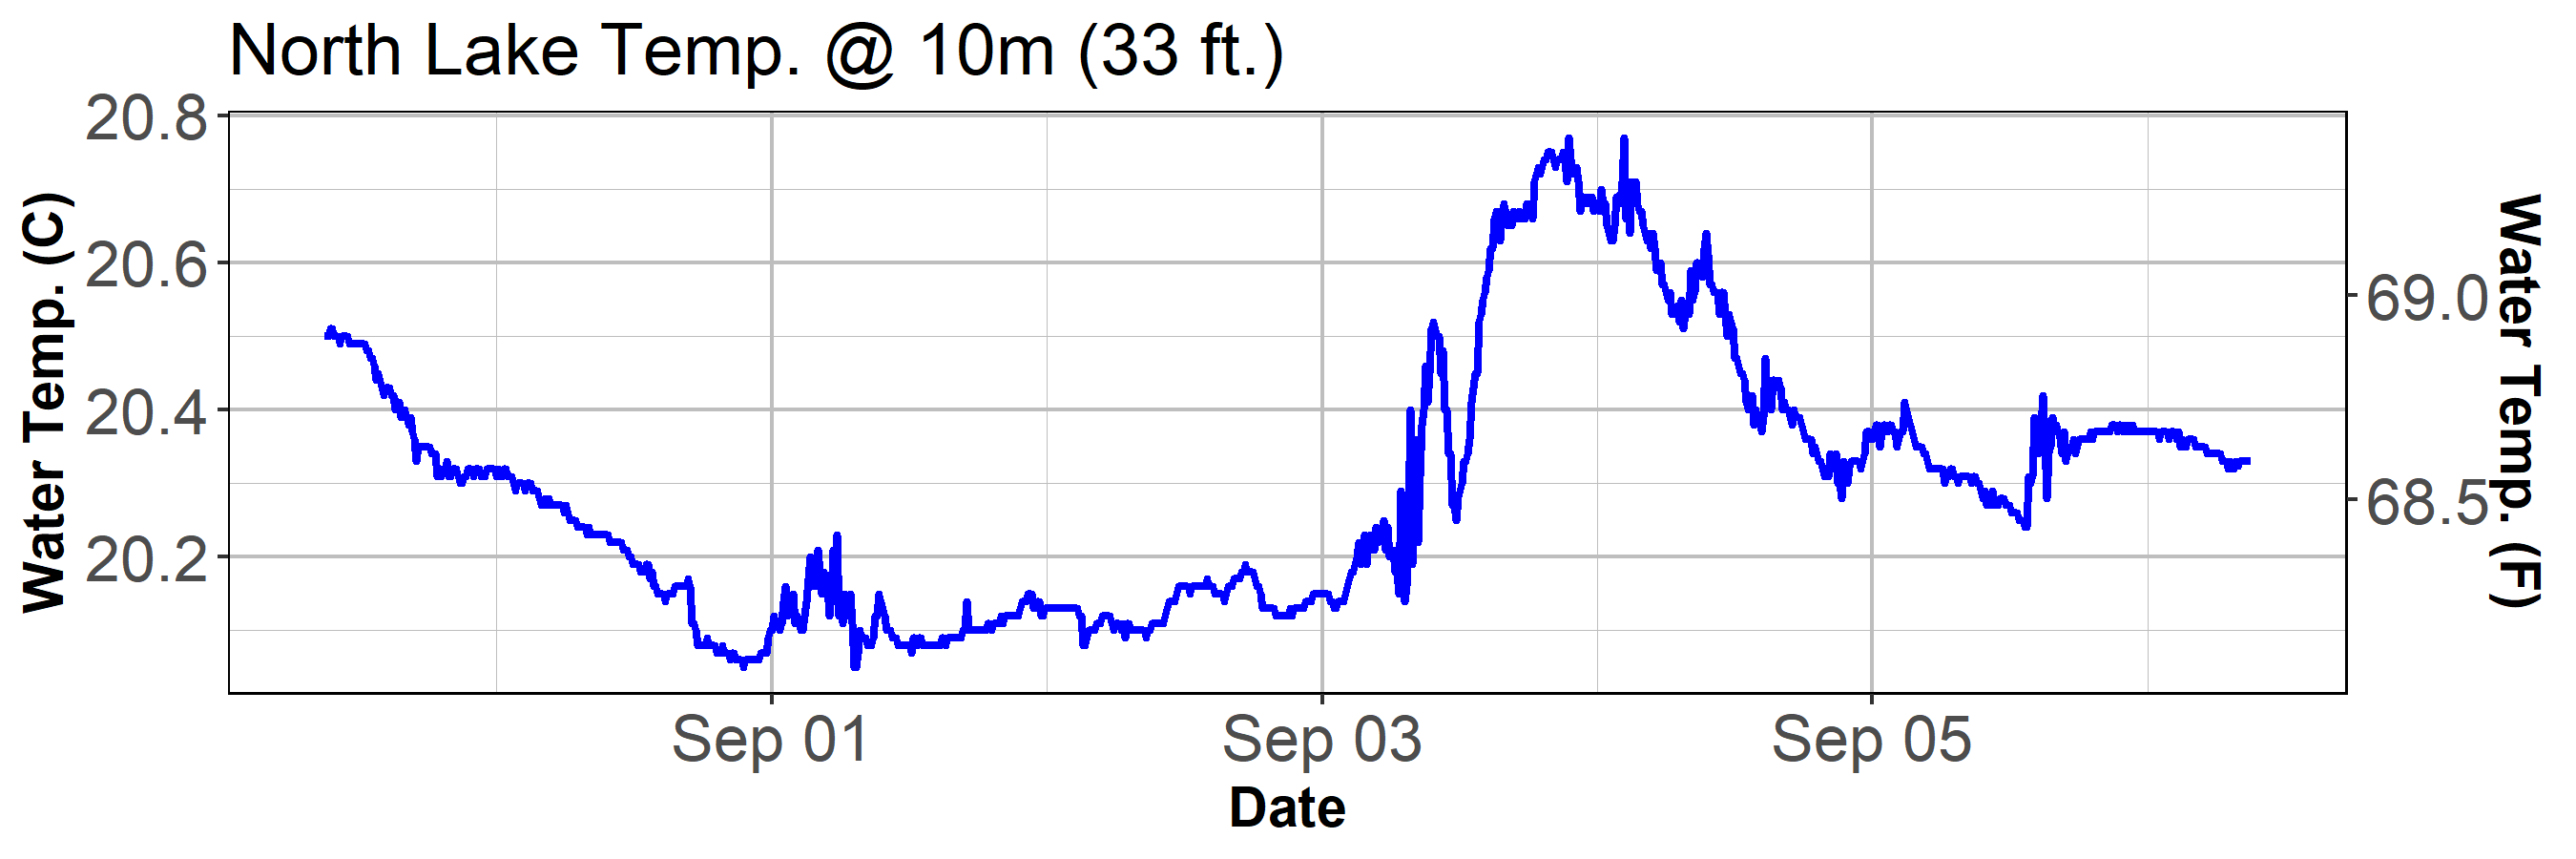 North Lake Temp. @ 10m (33 ft.)
Water Temp. (C)
20.8
20.6
20.4
20.2
69.0
68.5
Water Temp. (F)
Sep 01
Sep 03
Sep 05
Date